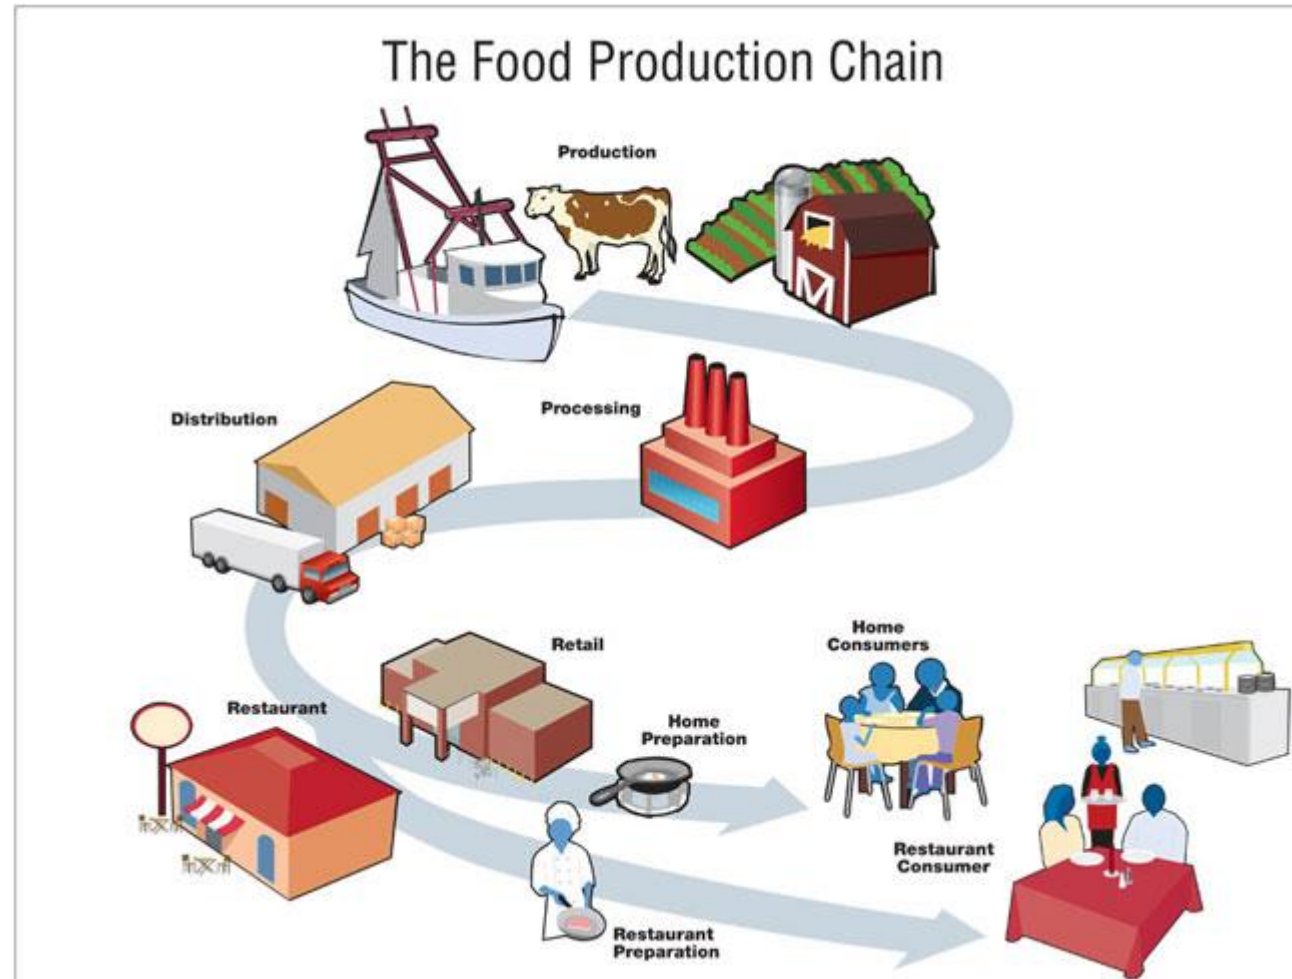 The Food Production Chain
Production
Processing
Distribution
Retail
Restaurant
Home
Preparation
Home
Consumers
Restaurant
Preparation
Restaurant
Consumer